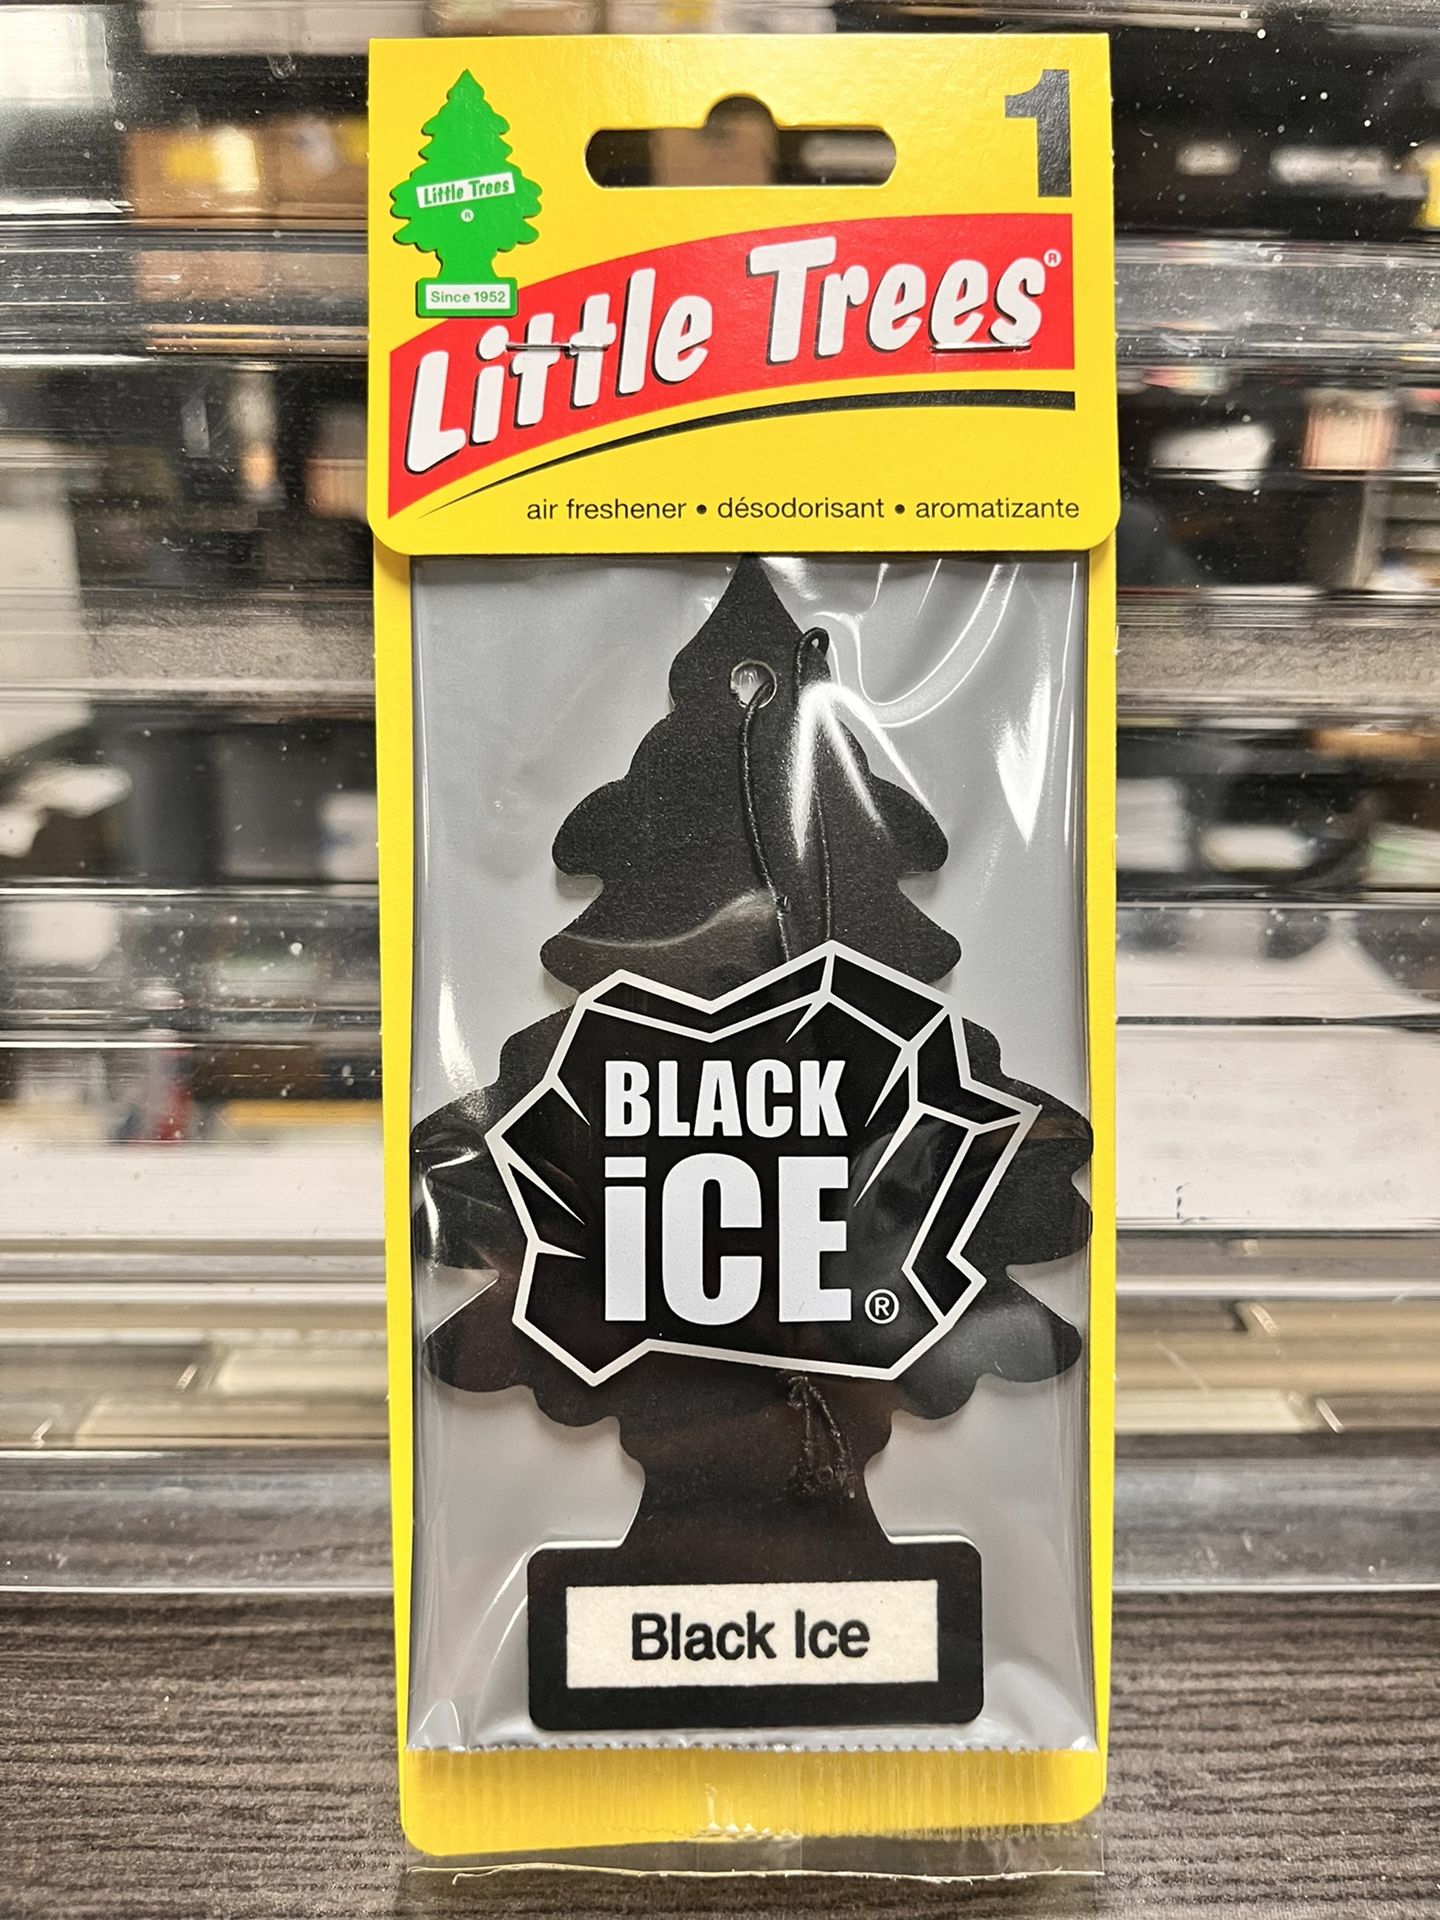 1
Little Trees
®
Since 1952
Little Trees®
air freshener • désodorisant • aromatizante
BLACK
iCE®
Black Ice